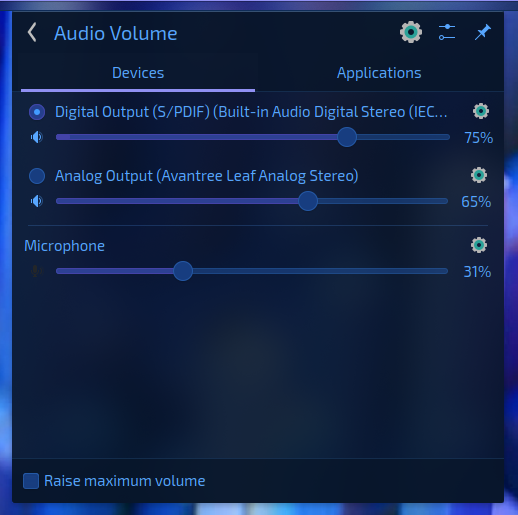 Audio Volume
Devices
Applications
Digital Output (S/PDIF) (Built-in Audio Digital Stereo (IEC...
75%
Analog Output (Avantree Leaf Analog Stereo)
65%
Microphone
31%
Raise maximum volume